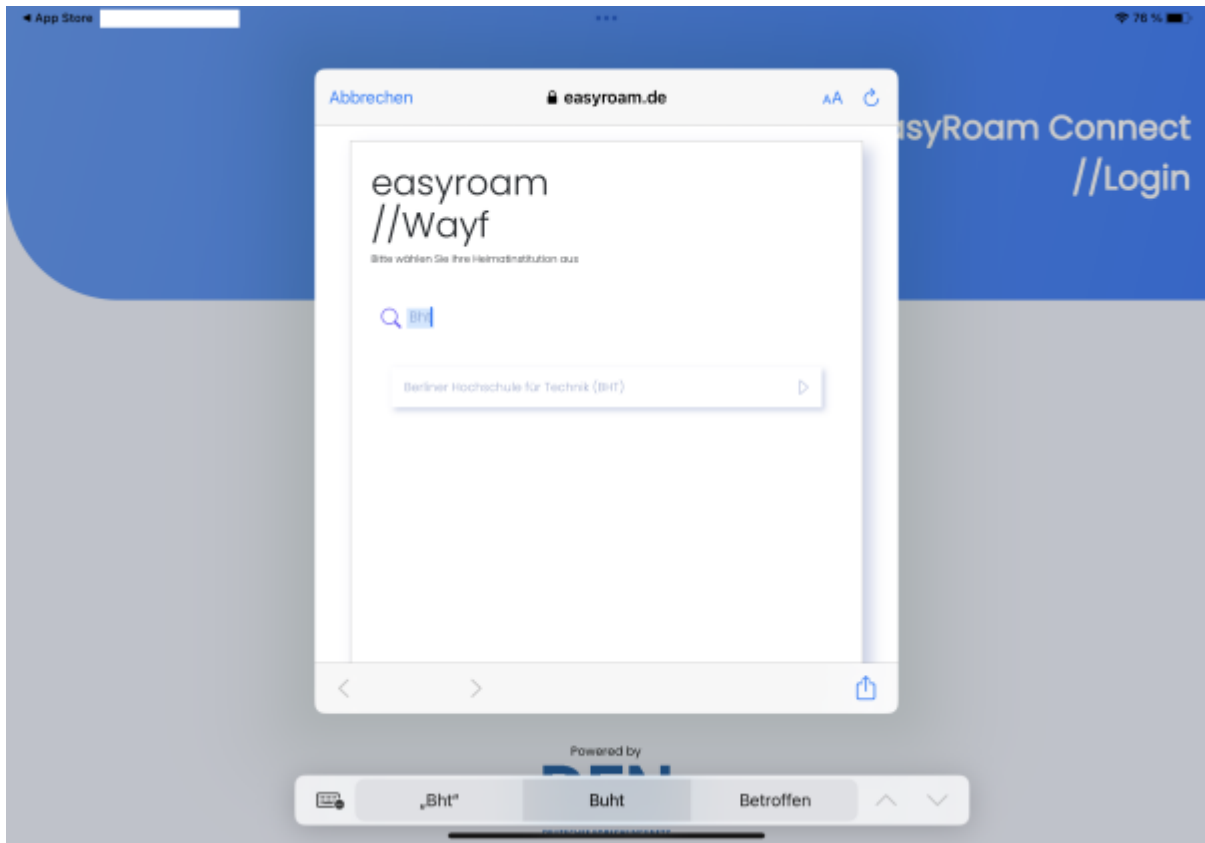 App Store
76 %
Abbrechen
easyroam.de
AA
asyRoam Connect
//Login
easyroam
//Wayf
Bitte wählen Sie Ihre Heimatinstitution aus
Bht
Berliner Hochschule für Technik (BHT)
Powered by
DFN
„Bht“
Buht
Betroffen